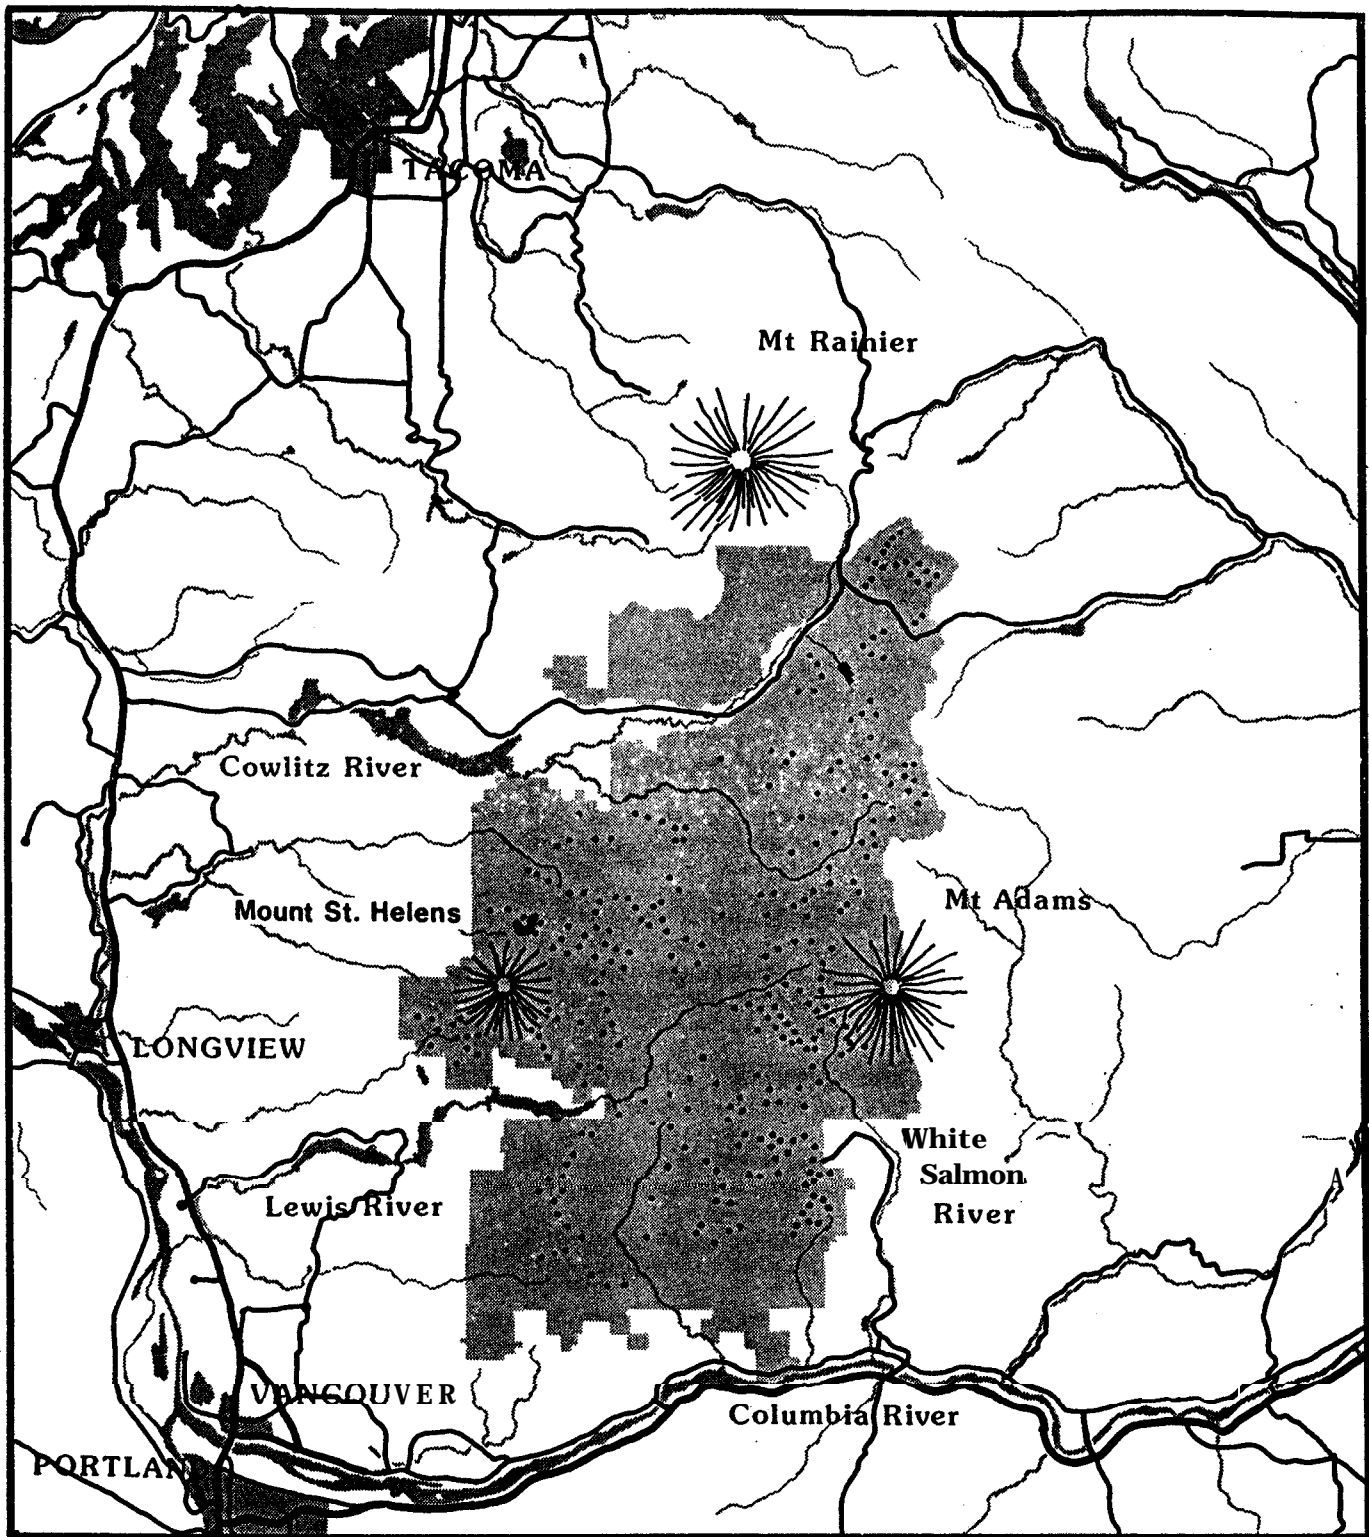 TACOMA
Mt Rainier
Cowlitz River
Mt Adams
Mount St. Helens
LONGVIEW
White
Salmon
River
Lewis River
VANCOUVER
Columbia River
PORTLAND